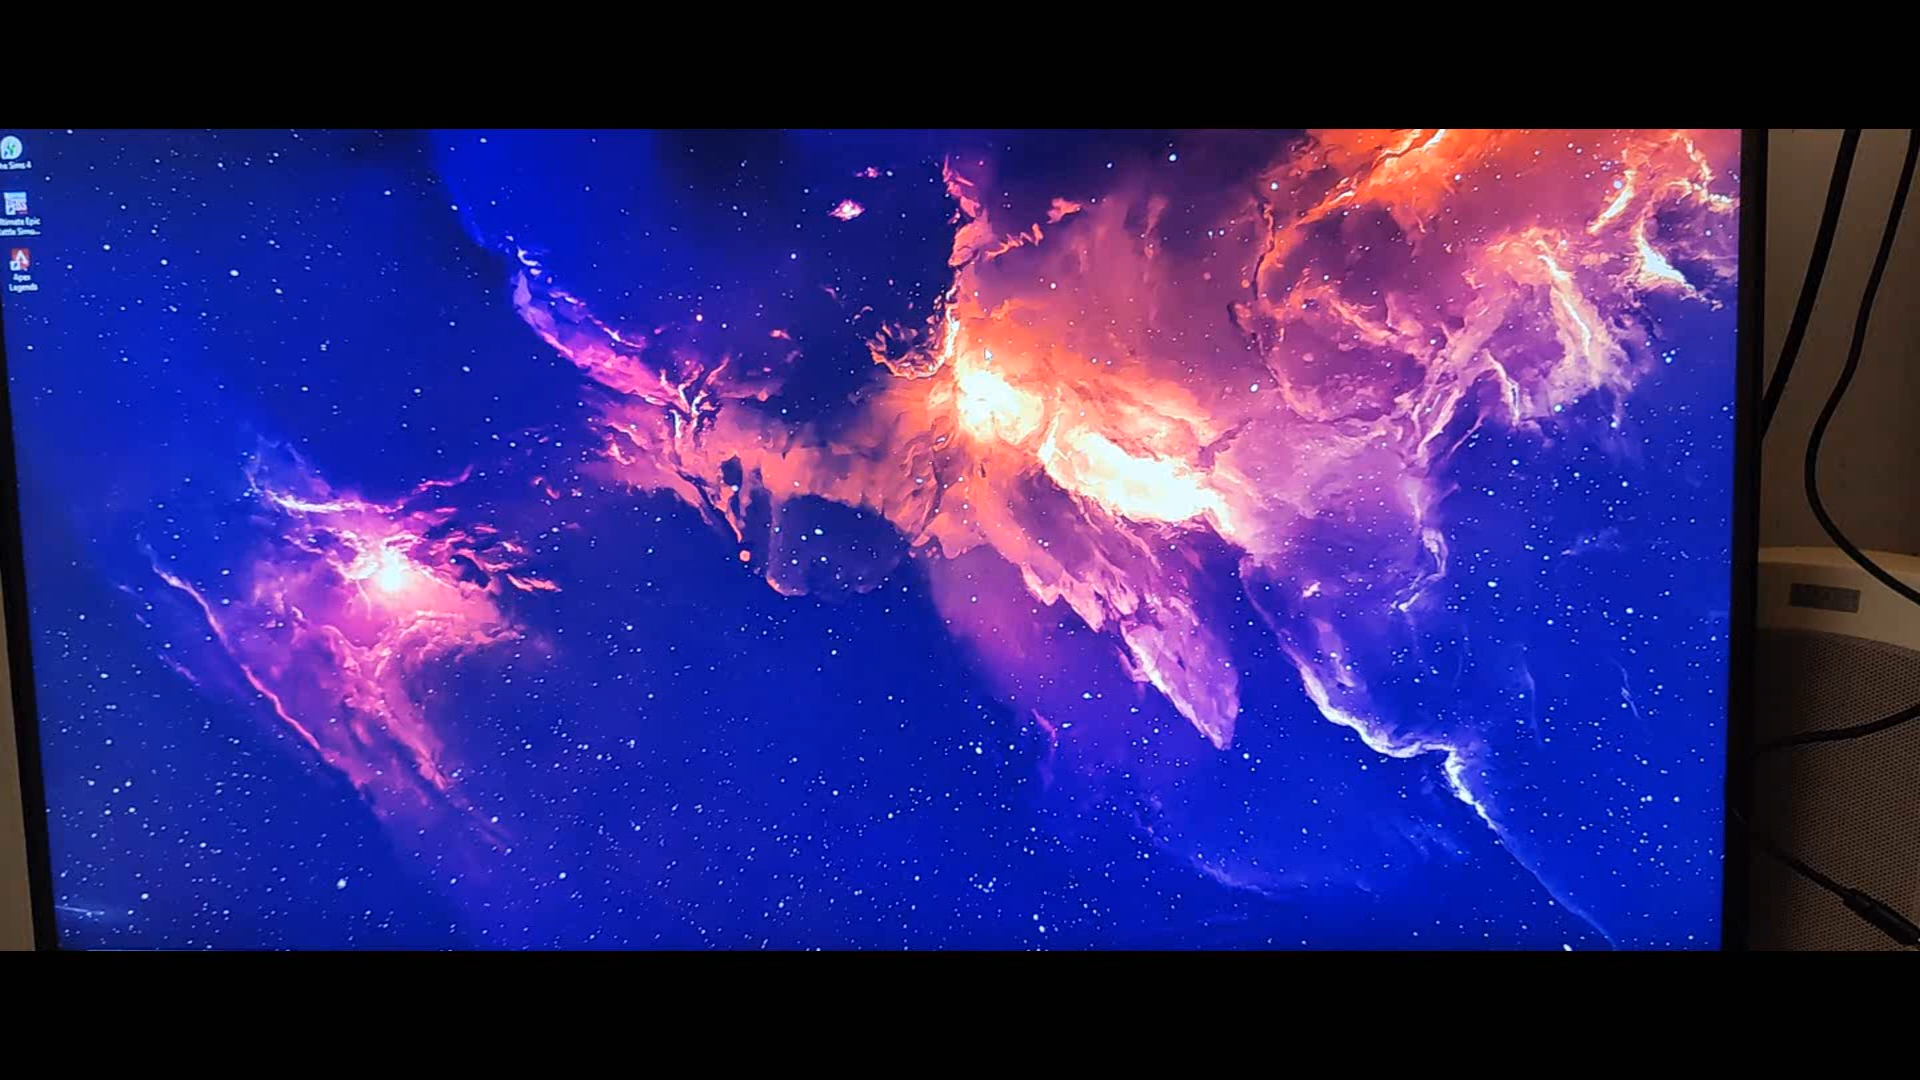 he Sims 4
ltimate Epic
attle Simu...
Apex
Legends